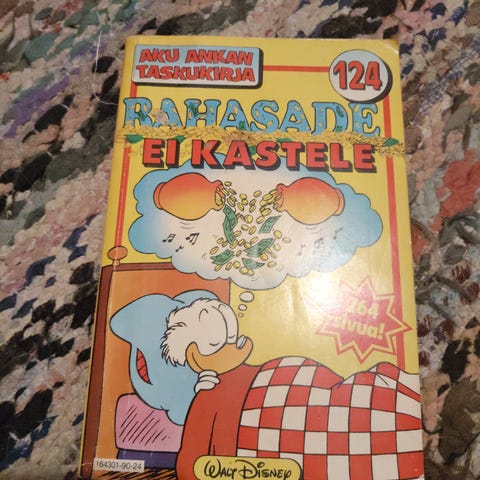 AKU ANKAN
TASKUKIRJA
124
RAHASADE
EI KASTELE
264
sivua!
164301-90-24
WALT DISNEY